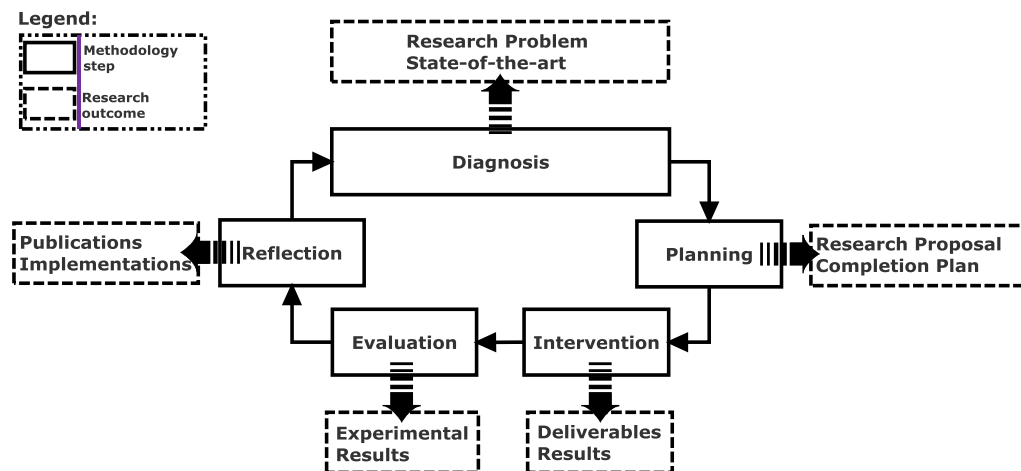 Legend:
Methodology
step
Research
outcome
Research Problem
State-of-the-art
Diagnosis
Publications
Implementations
Reflection
Planning
Research Proposal
Completion Plan
Evaluation
Intervention
Experimental
Results
Deliverables
Results